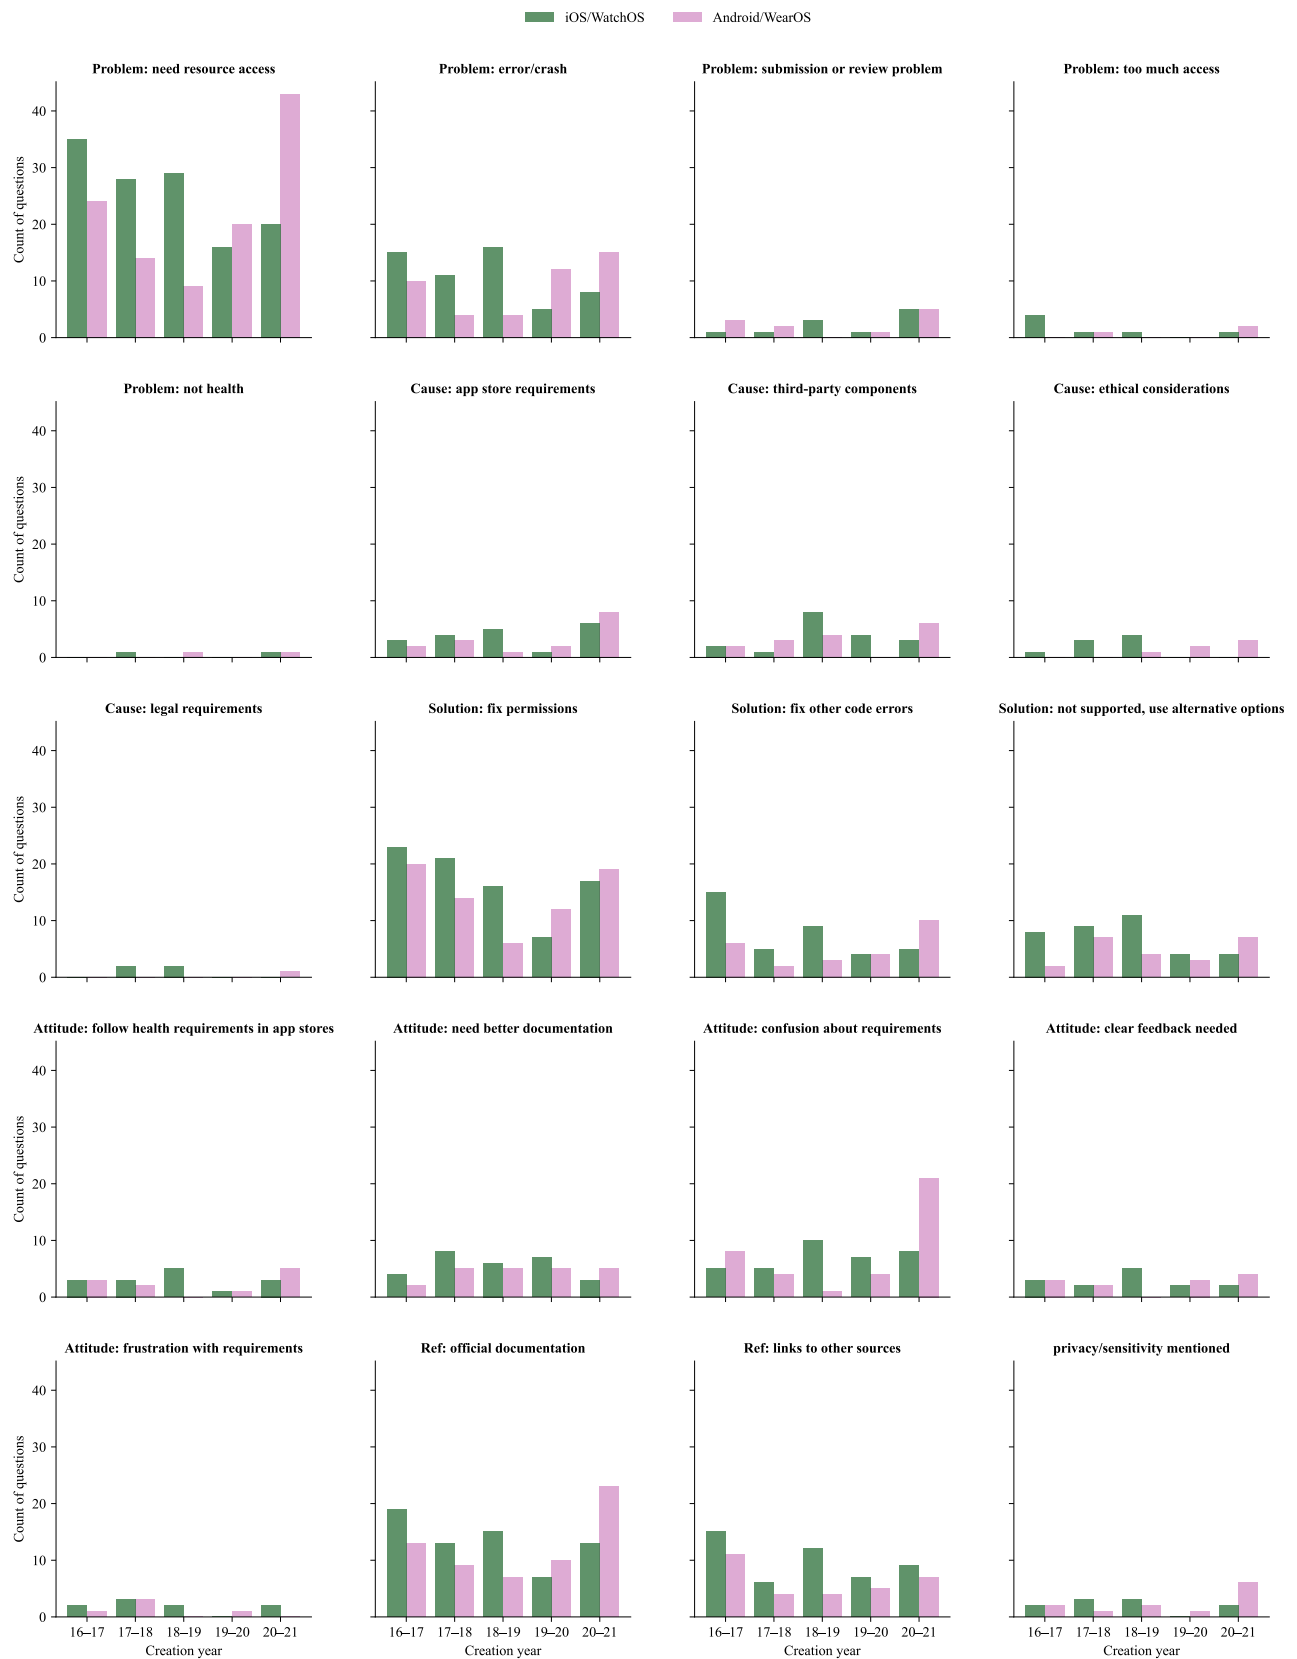 iOS/WatchOS Android/WearOS
Problem: need resource access
Problem: error/crash
Problem: submission or review problem
Problem: too much access
Count of questions
40
30
20
10
0
Problem: not health
Cause: app store requirements
Cause: third-party components
Cause: ethical considerations
Count of questions
40
30
20
10
0
Cause: legal requirements
Solution: fix permissions
Solution: fix other code errors
Solution: not supported, use alternative options
Count of questions
40
30
20
10
0
Attitude: follow health requirements in app stores
Attitude: need better documentation
Attitude: confusion about requirements
Attitude: clear feedback needed
Count of questions
40
30
20
10
0
Attitude: frustration with requirements
Ref: official documentation
Ref: links to other sources
privacy/sensitivity mentioned
Count of questions
40
30
20
10
0
16–17 17–18 18–19 19–20 20–21
Creation year
16–17 17–18 18–19 19–20 20–21
Creation year
16–17 17–18 18–19 19–20 20–21
Creation year
16–17 17–18 18–19 19–20 20–21
Creation year